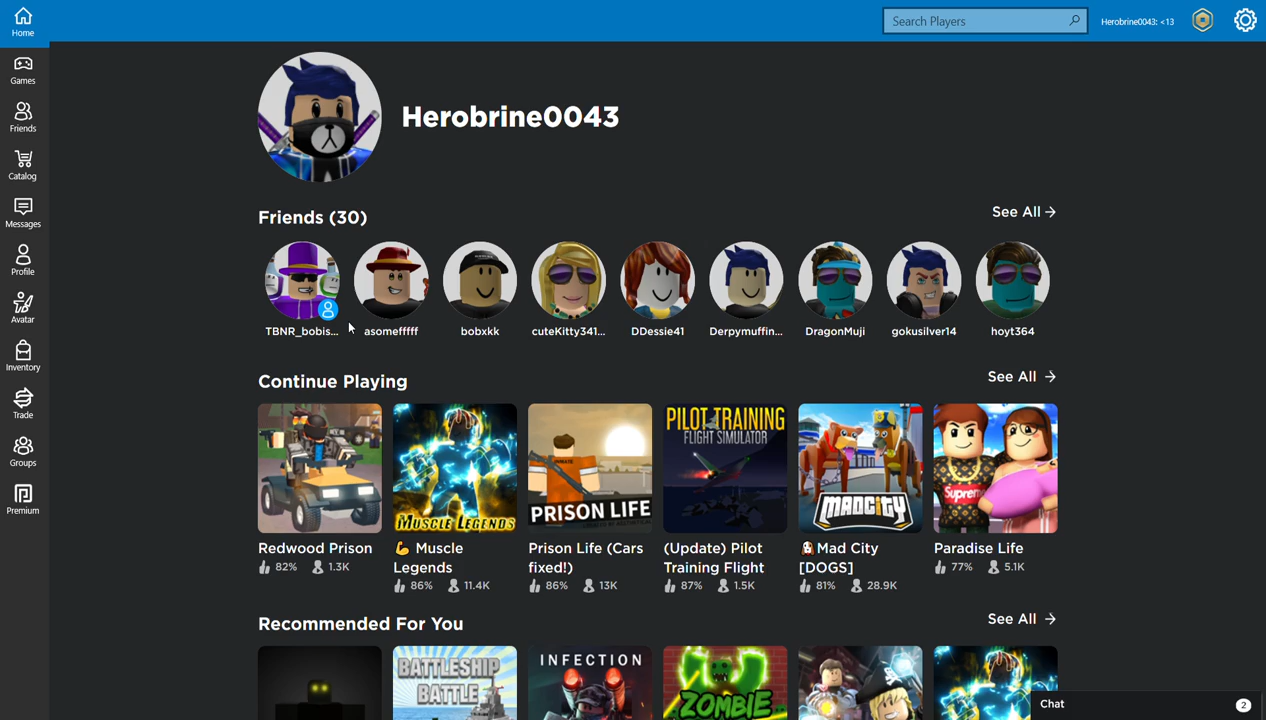 Home
Search Players
Herobrine0043: <13
Games
Friends
Catalog
Messages
Profile
Avatar
Inventory
Trade
Groups
Premium
Herobrine0043
Friends (30)
See All
TBNR_bobis...
asomefffff
bobxkk
cuteKitty341...
DDessie41
Derpymuffin...
DragonMuji
gokusilver14
hoyt364
Continue Playing
See All
MUSCLE LEGENDS
PRISON LIFE
PILOT TRAINING
FLIGHT SIMULATOR
MADCITY
Supreme
Redwood Prison
82% 1.3K
💪 Muscle
Legends
86% 11.4K
Prison Life (Cars
fixed!)
86% 13K
(Update) Pilot
Training Flight
87% 1.5K
🐶Mad City
[DOGS]
81% 28.9K
Paradise Life
77% 5.1K
Recommended For You
See All
BATTLESHIP
BATTLE
INFECTION
ZOMBIE
Chat
2